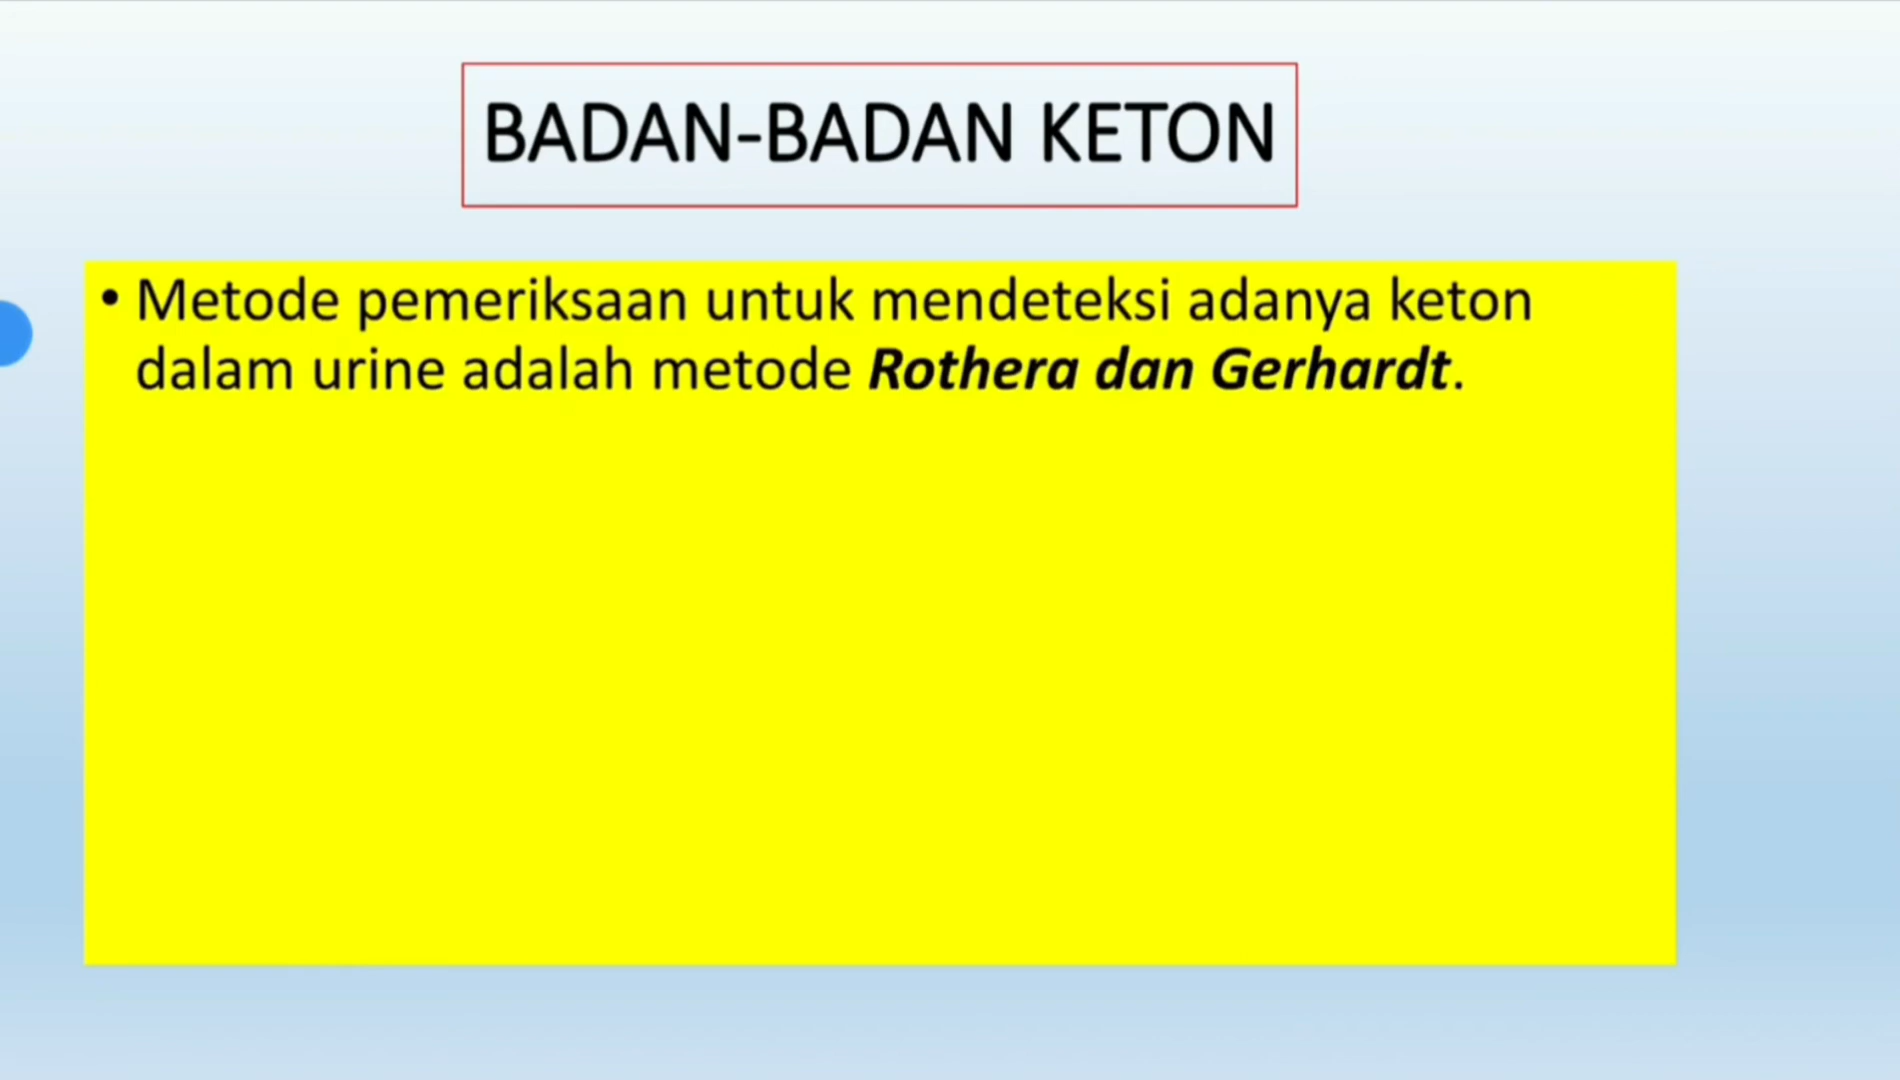 BADAN-BADAN KETON
• Metode pemeriksaan untuk mendeteksi adanya keton
dalam urine adalah metode Rothera dan Gerhardt.